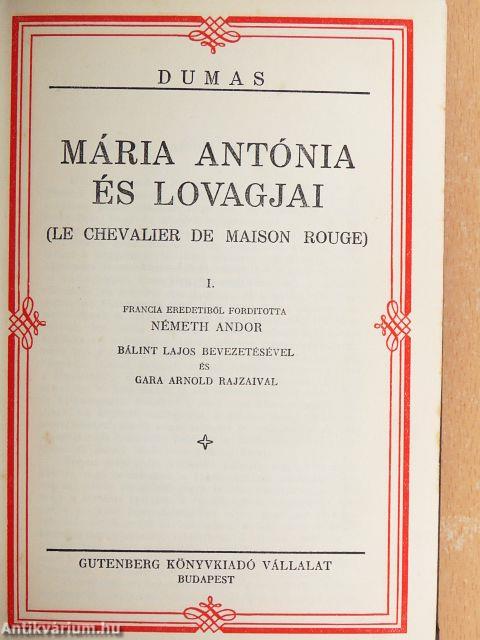 DUMAS
MÁRIA ANTÓNIA
ÉS LOVAGJAI
(LE CHEVALIER DE MAISON ROUGE)
I.
FRANCIA EREDETIBŐL FORDITOTTA
NÉMETH ANDOR
BÁLINT LAJOS BEVEZETÉSÉVEL
ÉS
GARA ARNOLD RAJZAIVAL
GUTENBERG KÖNYVKIADÓ VÁLLALAT
BUDAPEST
Antikvárium.hu